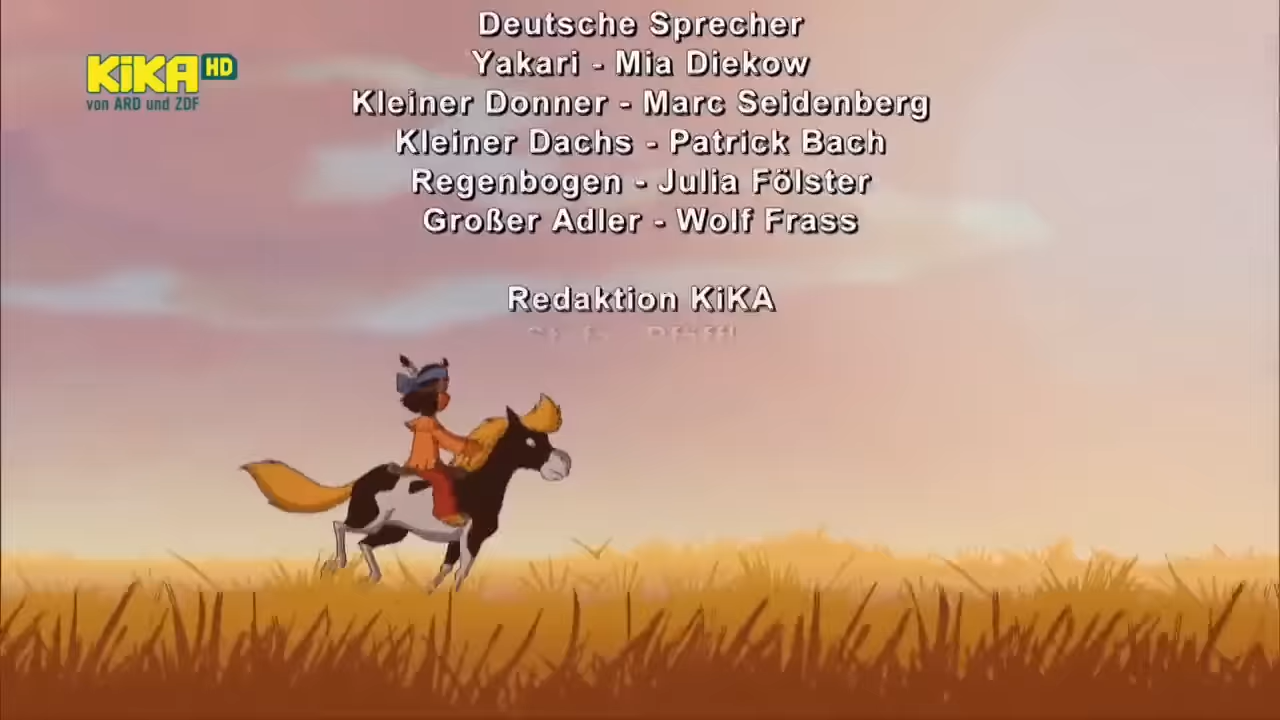 Deutsche Sprecher
KiKA HD
von ARD und ZDF
Yakari - Mia Diekow
Kleiner Donner - Marc Seidenberg
Kleiner Dachs - Patrick Bach
Regenbogen - Julia Fölster
Großer Adler - Wolf Frass
Redaktion KiKA